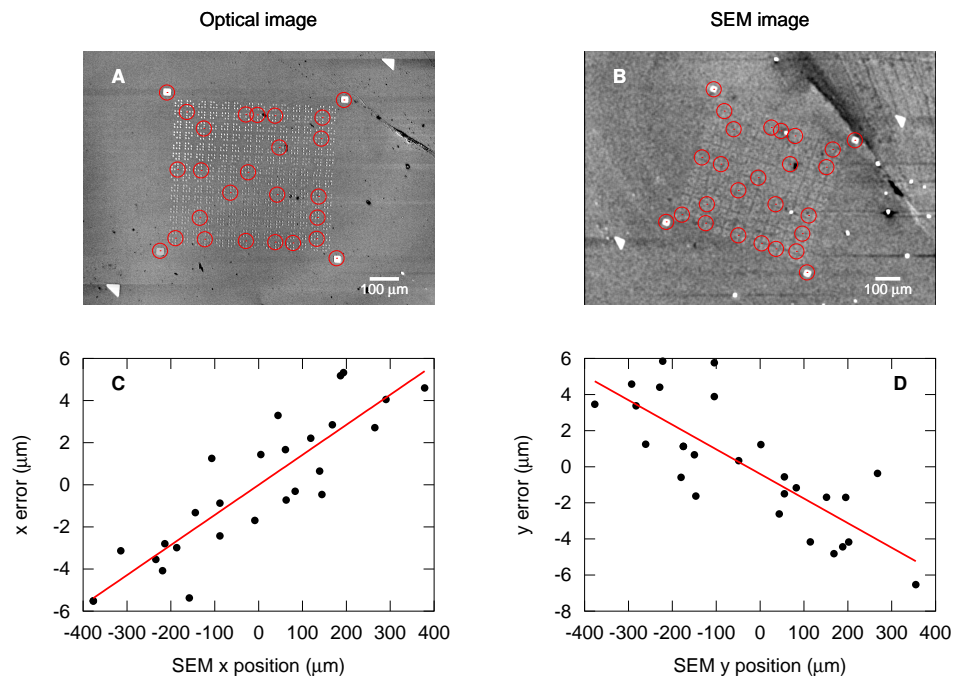 Optical image
SEM image
A
B
100 μm
100 μm
C
D
6
4
2
0
-2
-4
-6
-400 -300 -200 -100 0 100 200 300 400
x error (μm)
SEM x position (μm)
6
4
2
0
-2
-4
-6
-8
-400 -300 -200 -100 0 100 200 300 400
y error (μm)
SEM y position (μm)